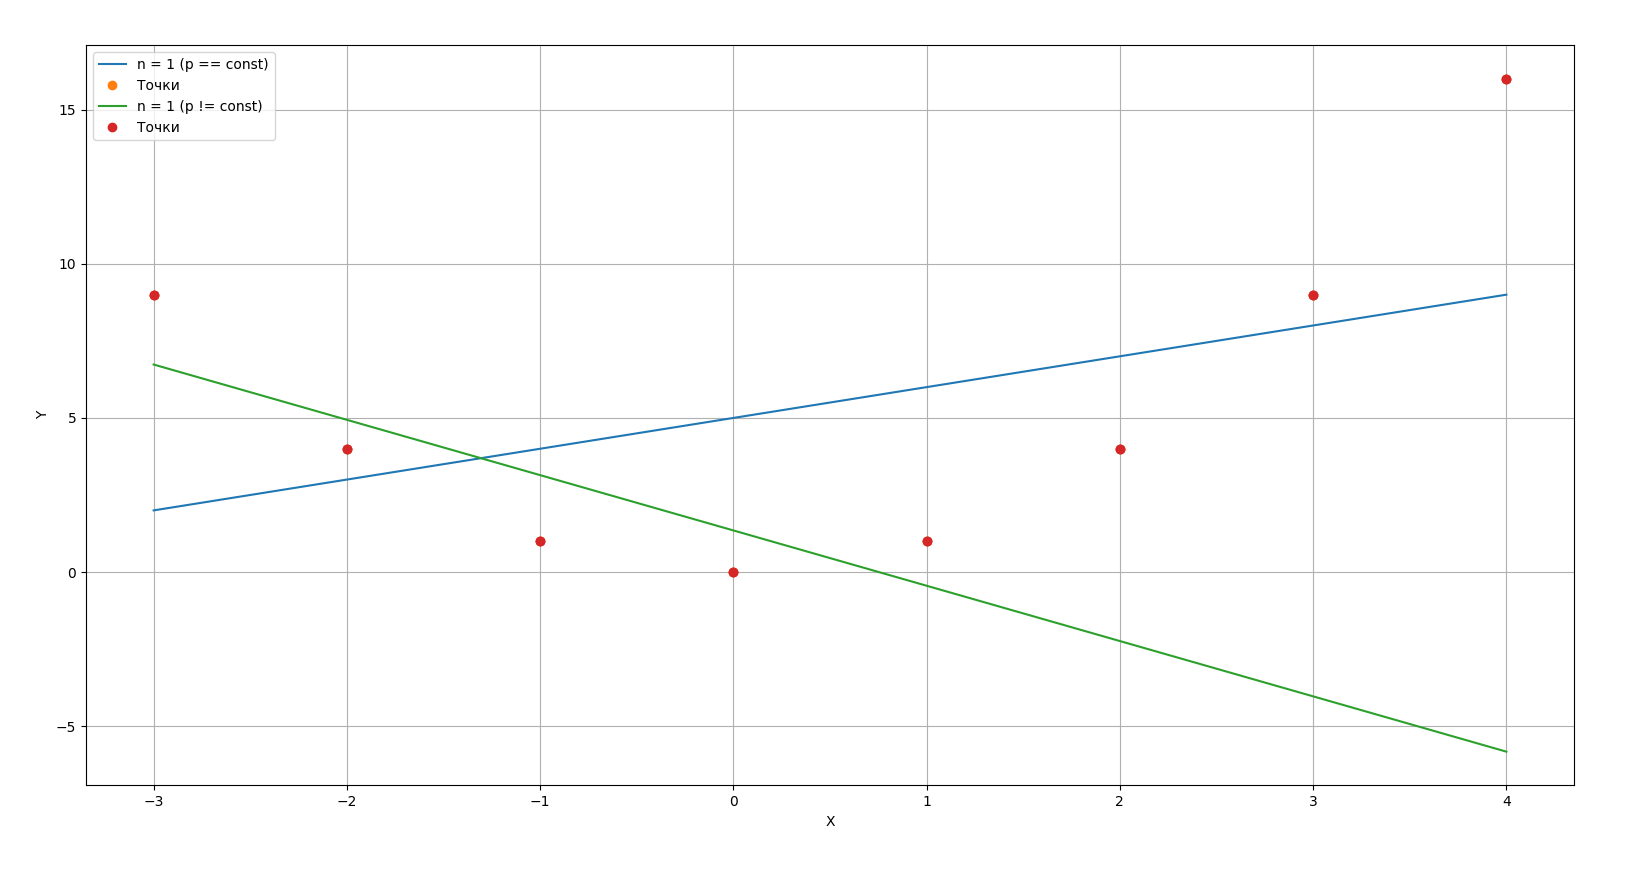 n = 1 (p == const)
Точки
n = 1 (p != const)
Точки
15
10
5
0
−5
Y
−3 −2 −1 0 1 2 3 4
X